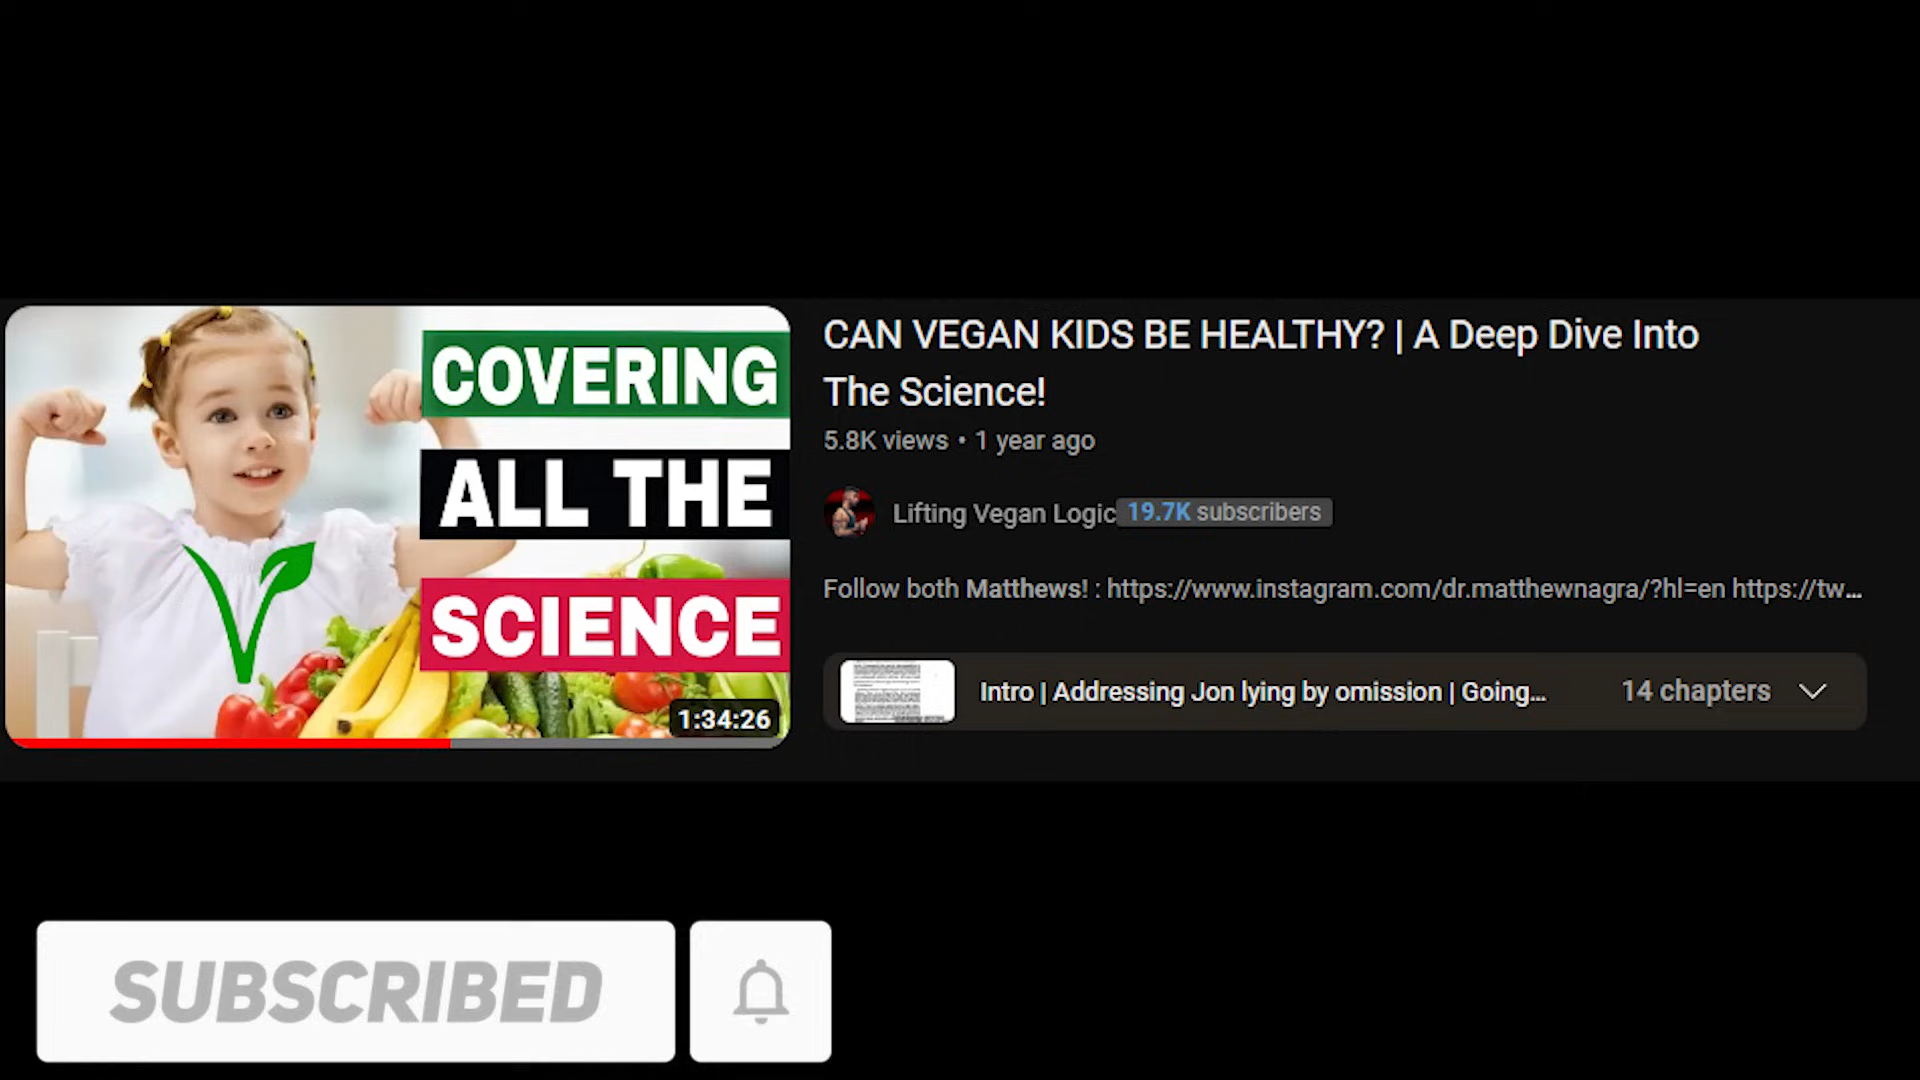 COVERING
ALL THE
SCIENCE
1:34:26
CAN VEGAN KIDS BE HEALTHY? | A Deep Dive Into
The Science!
5.8K views • 1 year ago
Lifting Vegan Logic 19.7K subscribers
Follow both Matthews! : https://www.instagram.com/dr.matthewnagra/?hl=en https://tw...
Intro | Addressing Jon lying by omission | Going... 14 chapters
SUBSCRIBED